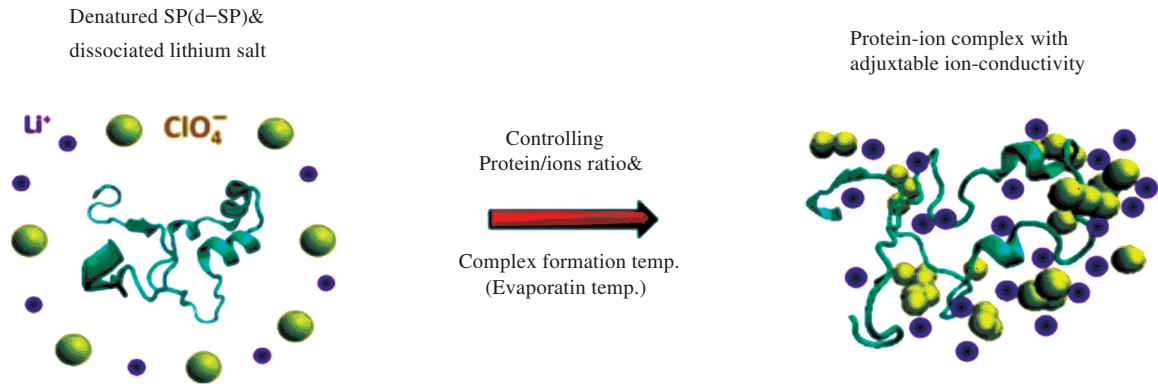 Denatured SP(d−SP)&
dissociated lithium salt
Li⁺
ClO₄⁻
Controlling
Protein/ions ratio&
Complex formation temp.
(Evaporatin temp.)
Protein-ion complex with
adjuxtable ion-conductivity